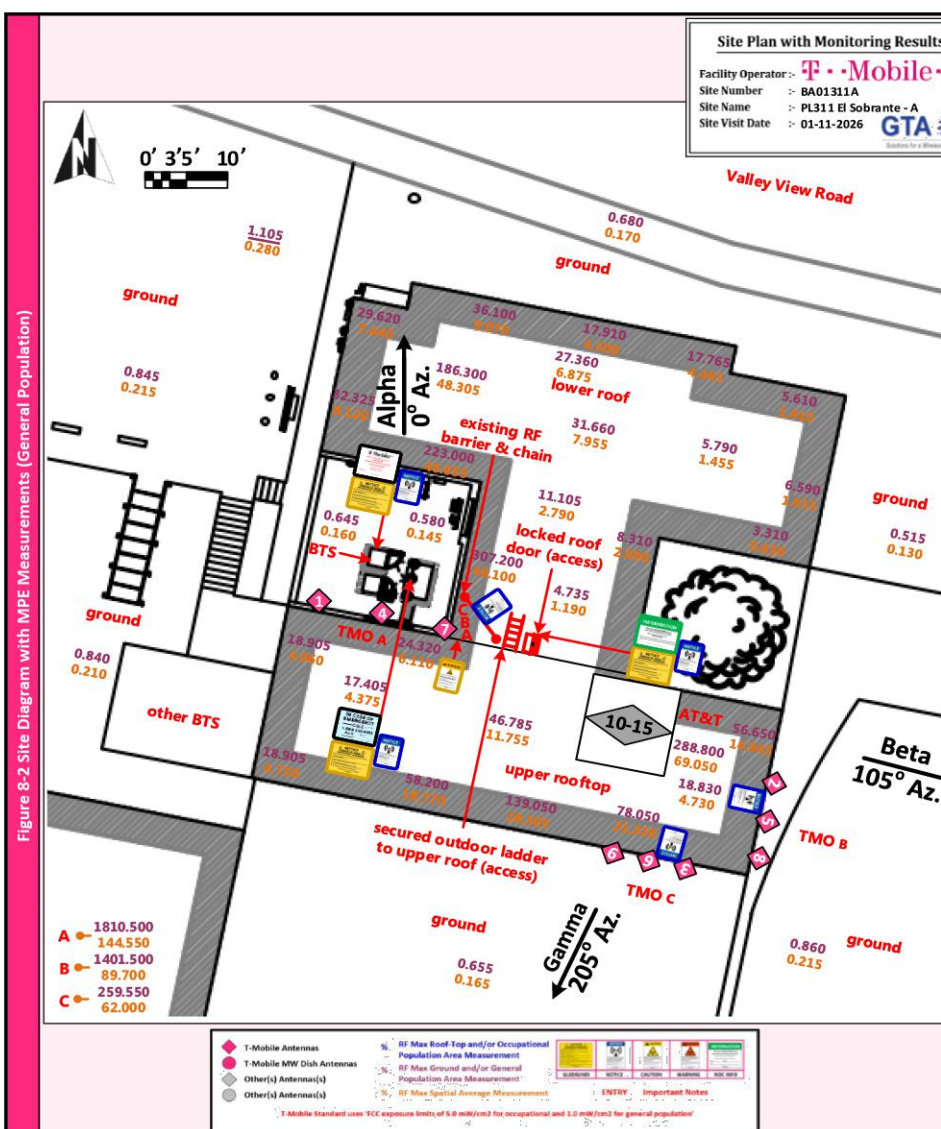 Figure 8-2 Site Diagram with MPE Measurements (General Population)
Site Plan with Monitoring Results
Facility Operator :- T··Mobile·
Site Number :- BA01311A
Site Name :- PL311 El Sobrante - A
Site Visit Date :- 01-11-2026
GTA
N
0' 3'5' 10'
Valley View Road
0.680
0.170
1.105
0.280
ground
ground
29.620
36.100
17.910
17.765
27.360
6.875
lower roof
186.300
48.305
Alpha
0° Az.
5.610
0.845
0.215
32.325
existing RF
barrier & chain
31.660
7.955
5.790
1.455
223.000
6.590
ground
0.515
0.130
11.105
2.790
0.645
0.160
0.580
0.145
BTS
locked roof
door (access)
8.310
3.310
307.200
4.735
1.190
C
B
A
1
4
7
TMO A
ground
0.840
0.210
18.905
24.320
6.110
17.405
4.375
other BTS
46.785
11.755
10-15
AT&T
56.650
288.800
69.050
18.830
4.730
Beta
105° Az.
upper rooftop
18.905
58.200
139.050
78.050
2
5
8
TMO B
secured outdoor ladder
to upper roof (access)
6
9
3
TMO C
ground
Gamma
205° Az.
0.655
0.165
0.860
0.215
ground
A 1810.500
144.550
B 1401.500
89.700
C 259.550
62.000
T-Mobile Antennas
T-Mobile MW Dish Antennas
Other(s) Antennas(s)
Other(s) Antennas(s)
% RF Max Roof-Top and/or Occupational
Population Area Measurement
% RF Max Ground and/or General
Population Area Measurement
% RF Max Spatial Average Measurement
GUIDELINES NOTICE CAUTION WARNING NOC INFO
ENTRY Important Notes
T-Mobile Standard uses 'FCC exposure limits of 5.0 mW/cm2 for occupational and 1.0 mW/cm2 for general population'